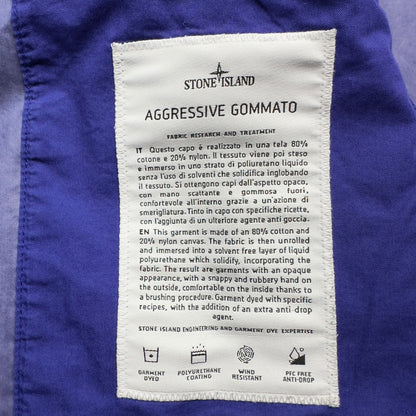 STONE ISLAND
AGGRESSIVE GOMMATO
FABRIC RESEARCH AND TREATMENT
IT Questo capo é realizzato in una tela 80%
cotone e 20% nylon. Il tessuto viene poi steso
e immerso in uno strato di poliuretano liquido
senza l'uso di solventi che solidifica inglobando
il tessuto. Si ottengono capi dall'aspetto opaco,
con mano scattante e gommosa fuori,
confortevole all'interno grazie a un'azione di
smerigliatura. Tinto in capo con specifiche ricette,
con l'aggiunta di un ulteriore agente anti goccia.
EN This garment is made of an 80% cotton and
20% nylon canvas. The fabric is then unrolled
and immersed into a solvent free layer of liquid
polyurethane which solidify, incorporating the
fabric. The result are garments with an opaque
appearance, with a snappy and rubbery hand on
the outside, comfortable on the inside thanks to
a brushing procedure. Garment dyed with specific
recipes, with the addition of an extra anti-drop
agent.
STONE ISLAND ENGINEERING AND GARMENT DYE EXPERTISE
GARMENT
DYED
POLYURETHANE
COATING
WIND
RESISTANT
PFC FREE
ANTI-DROP